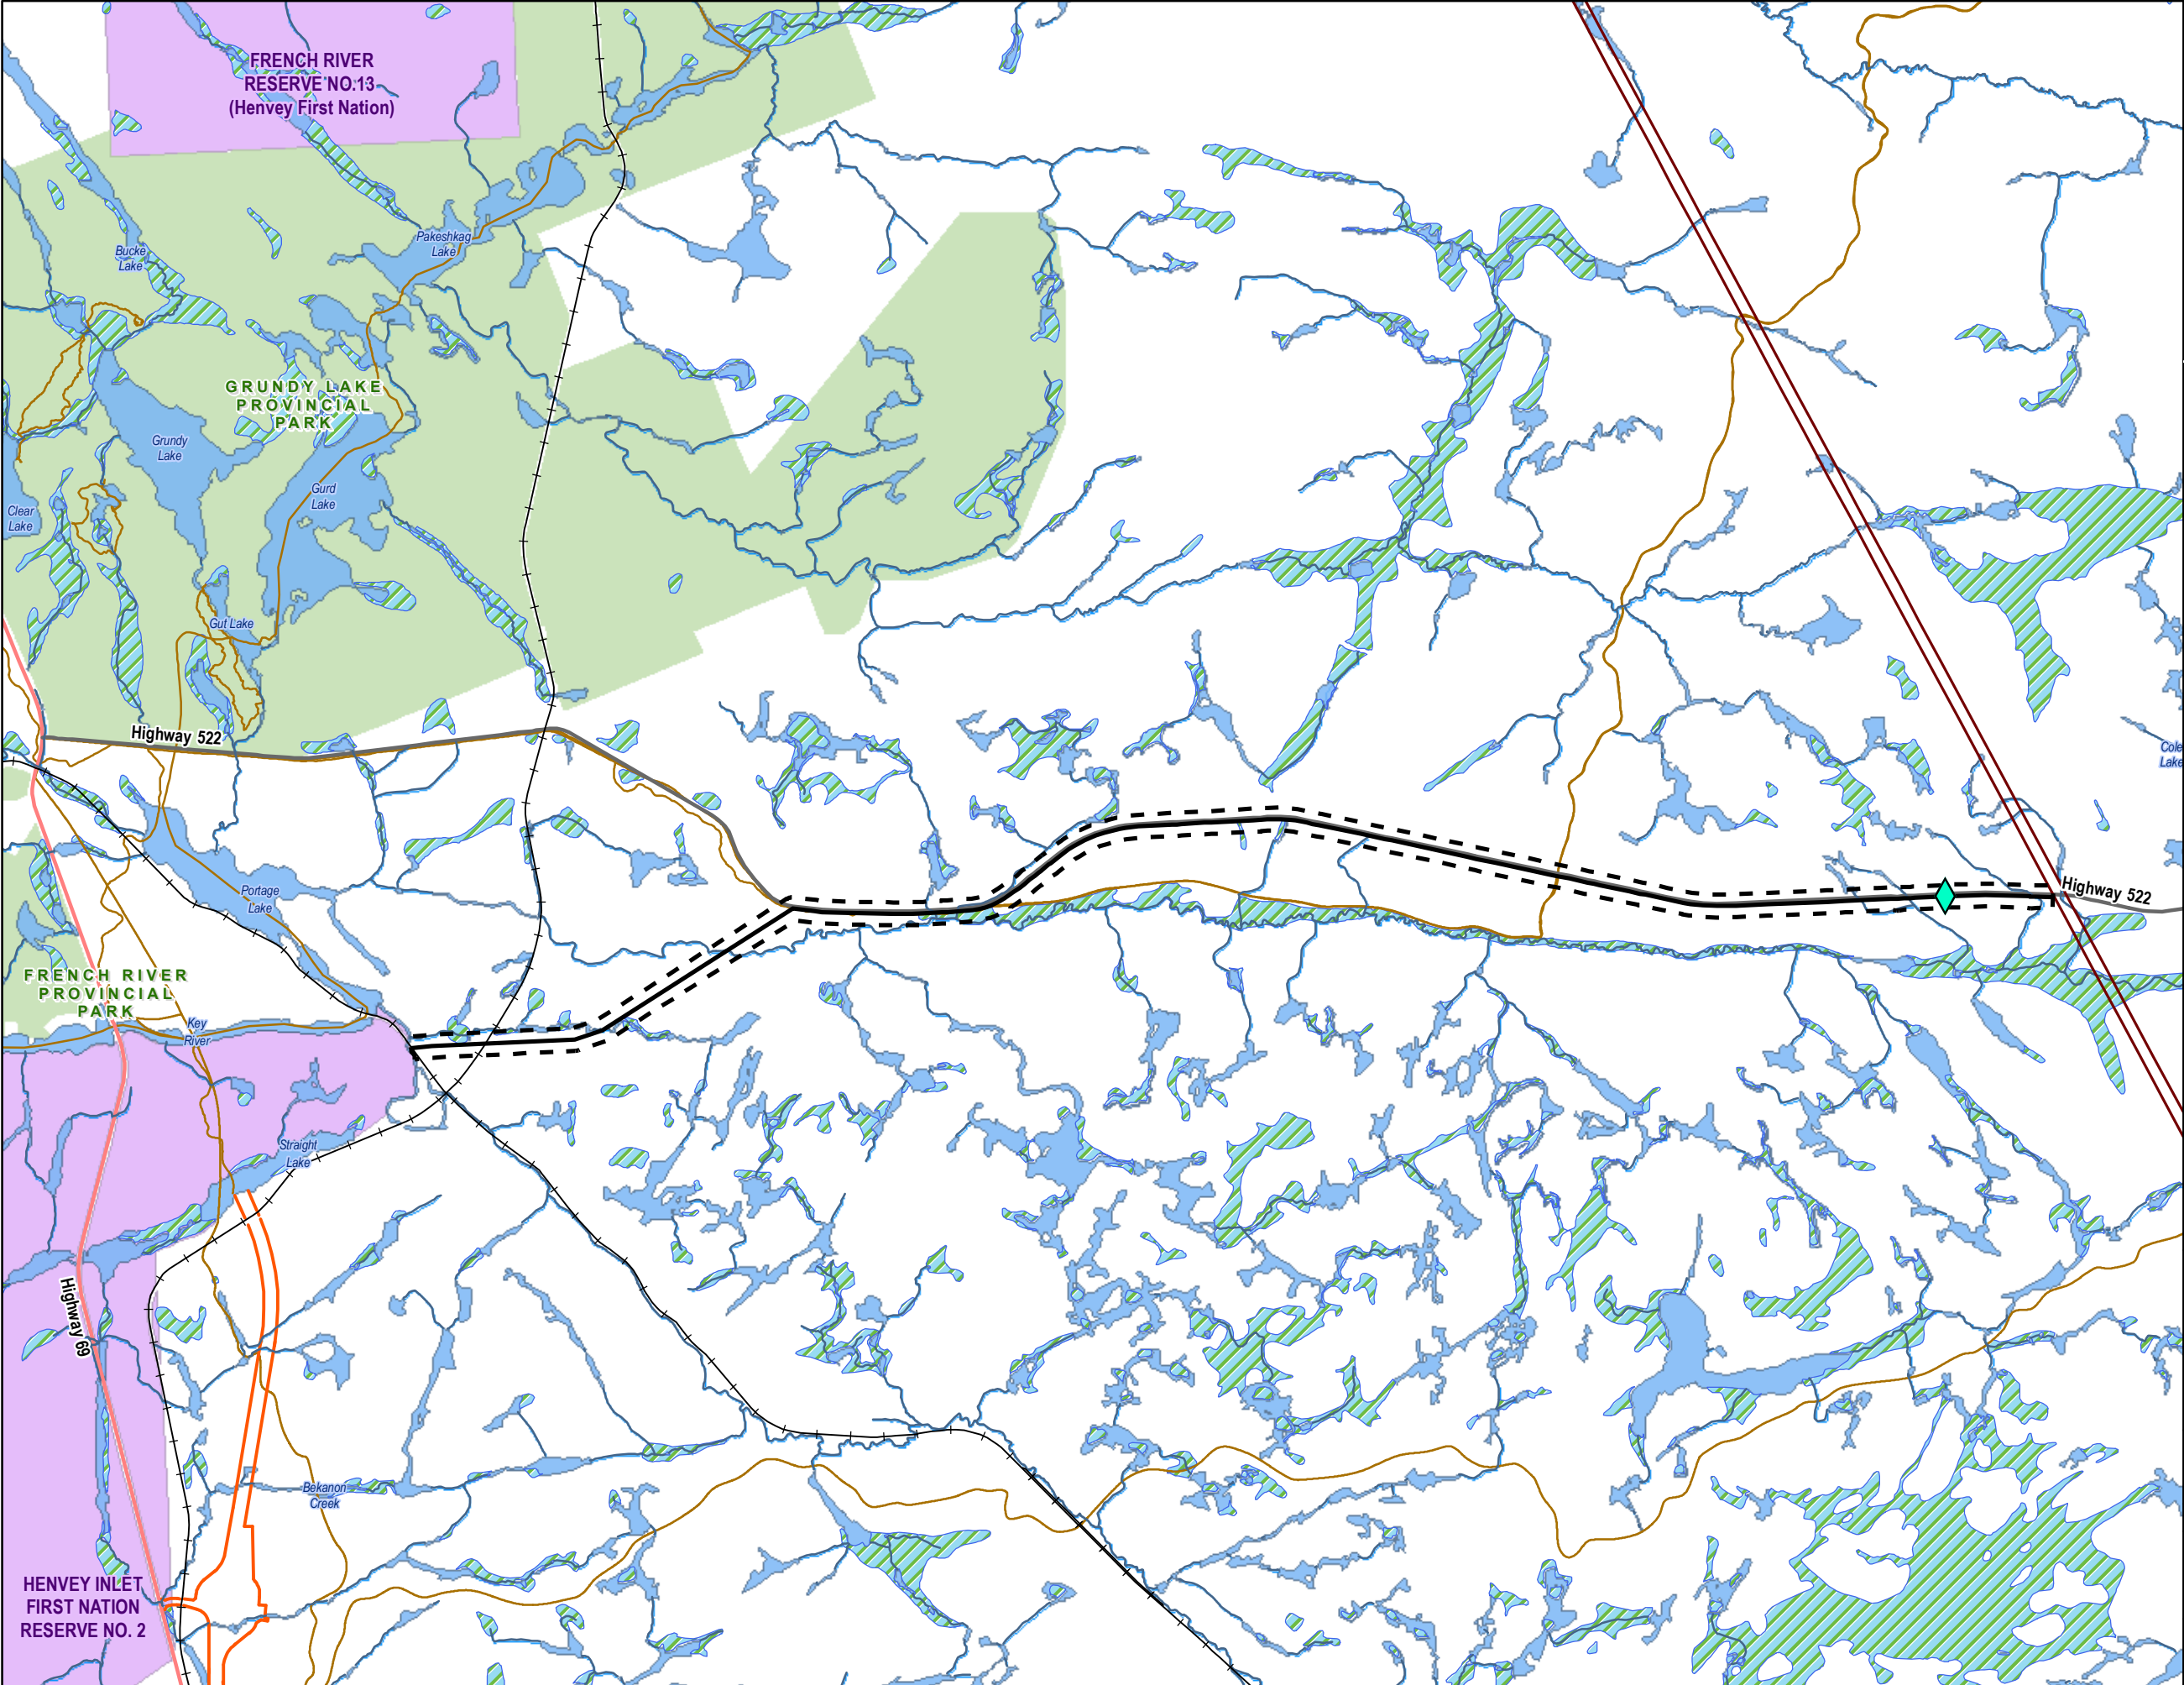 FRENCH RIVER
RESERVE NO.13
(Henvey First Nation)
Pakeshkag
Lake
Bucke
Lake
GRUNDY LAKE
PROVINCIAL
PARK
Grundy
Lake
Gurd
Lake
Clear
Lake
Gut Lake
Highway 522
Cole
Lake
Portage
Lake
Highway 522
FRENCH RIVER
PROVINCIAL
PARK
Key
River
Straight
Lake
Highway 69
Bekanon
Creek
HENVEY INLET
FIRST NATION
RESERVE NO. 2